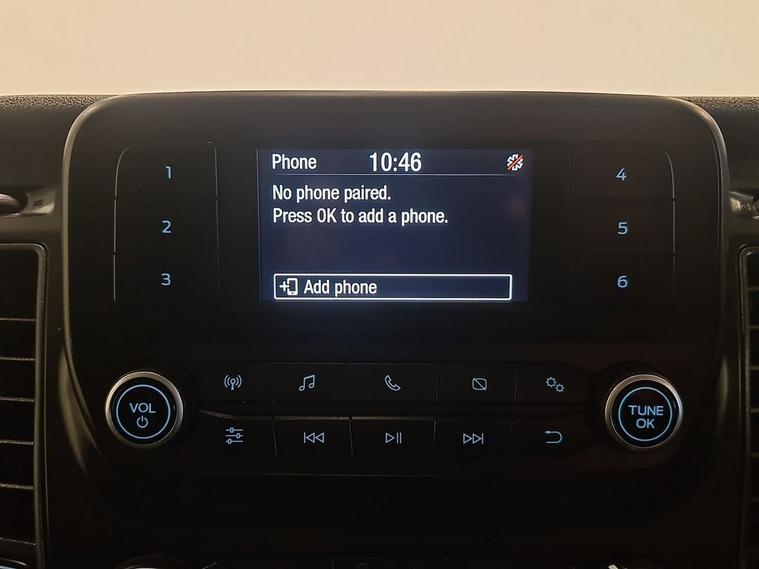 Phone 10:46
No phone paired.
Press OK to add a phone.
Add phone
1
2
3
4
5
6
VOL
TUNE
OK